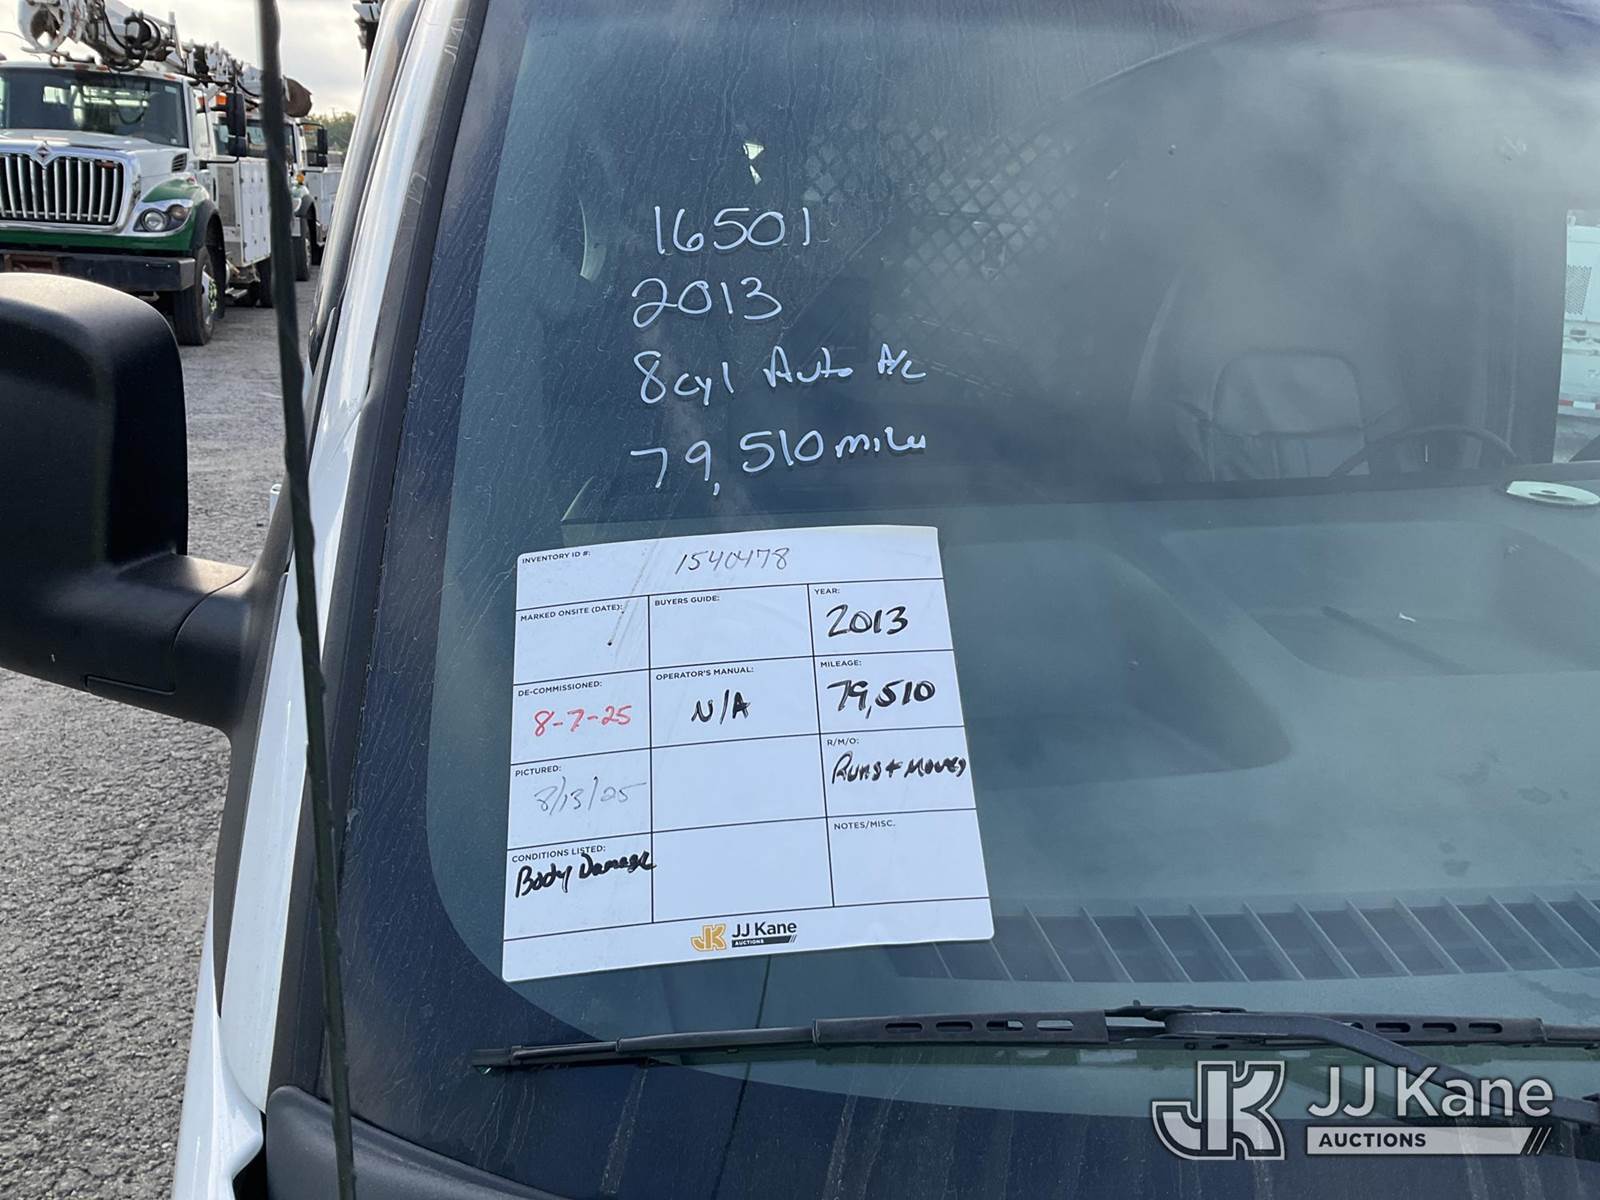 16501
2013
8cyl Auto A/C
79,510 miles
INVENTORY ID #: 1540478
MARKED ONSITE (DATE):
BUYERS GUIDE:
YEAR: 2013
DE-COMMISSIONED: 8-7-25
OPERATOR'S MANUAL: N/A
MILEAGE: 79,510
PICTURED: 8/13/25
R/M/O: Runs + Moves
CONDITIONS LISTED: Body Damage
NOTES/MISC.
JK JJ Kane
AUCTIONS
JK JJ Kane
AUCTIONS